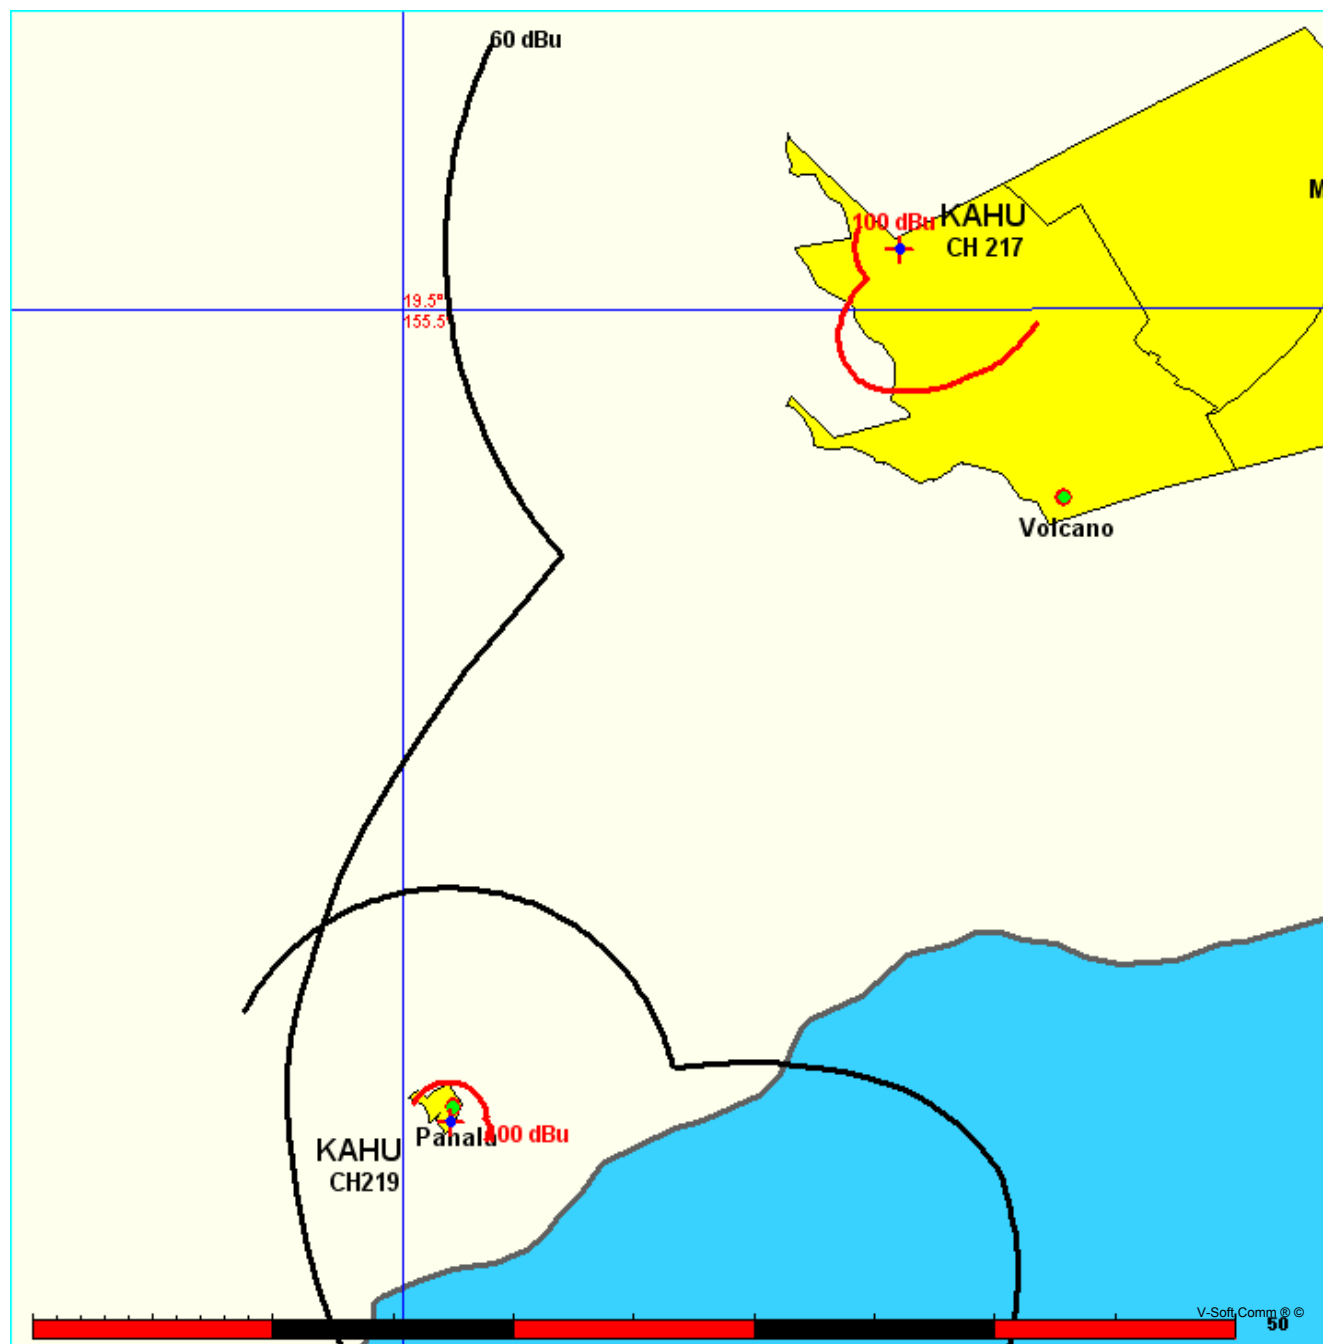 60 dBu
M
100 dBu
KAHU
CH 217
19.5°
155.5
Volcano
Pahala
100 dBu
KAHU
CH219
V-Soft Comm ® ©
50